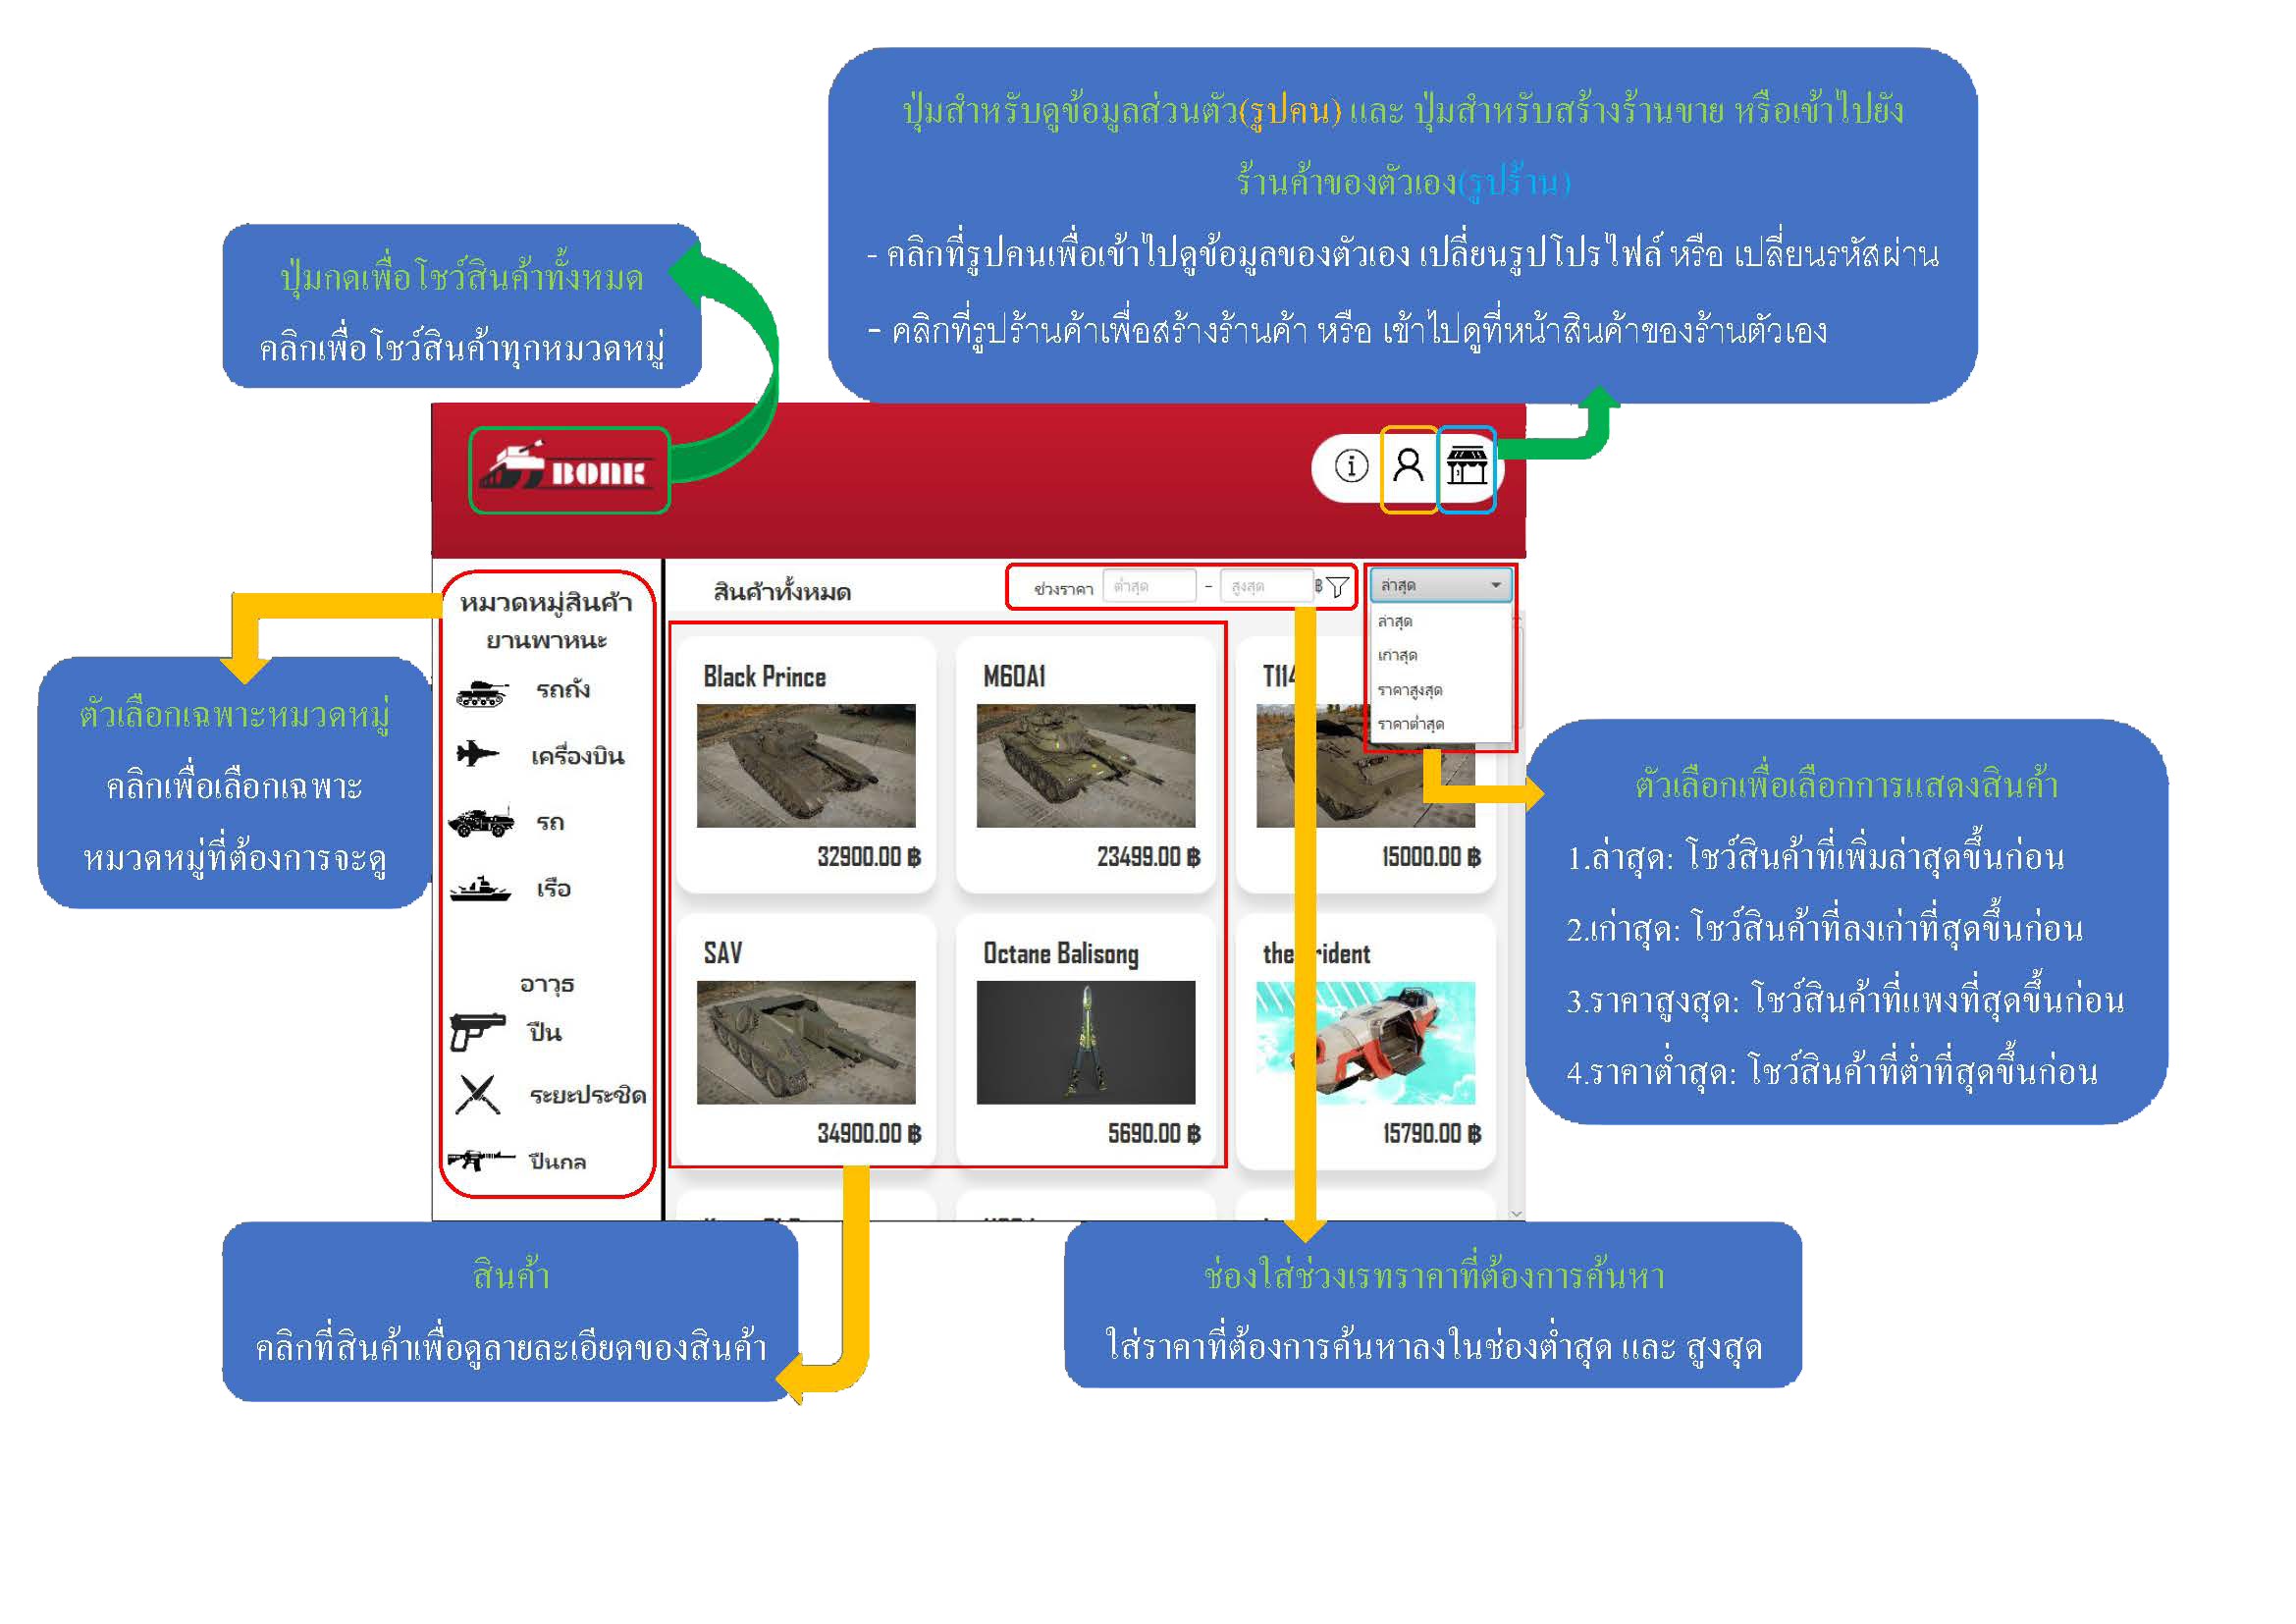 ปุ่มสำหรับดูข้อมูลส่วนตัว(รูปคน) และ ปุ่มสำหรับสร้างร้านขาย หรือเข้าไปยัง
ร้านค้าของตัวเอง(รูปร้าน)
- คลิกที่รูปคนเพื่อเข้าไปดูข้อมูลของตัวเอง เปลี่ยนรูปโปรไฟล์ หรือ เปลี่ยนรหัสผ่าน
- คลิกที่รูปร้านค้าเพื่อสร้างร้านค้า หรือ เข้าไปดูที่หน้าสินค้าของร้านตัวเอง
ปุ่มกดเพื่อโชว์สินค้าทั้งหมด
คลิกเพื่อโชว์สินค้าทุกหมวดหมู่
BONK
หมวดหมู่สินค้า
ยานพาหนะ
รถถัง
เครื่องบิน
รถ
เรือ
อาวุธ
ปืน
ระยะประชิด
ปืนกล
สินค้าทั้งหมด
ช่วงราคา ต่ำสุด - สูงสุด ฿
ล่าสุด
ล่าสุด
เก่าสุด
ราคาสูงสุด
ราคาต่ำสุด
Black Prince
32900.00 ฿
M60A1
23499.00 ฿
T114
15000.00 ฿
SAV
34900.00 ฿
Octane Balisong
5690.00 ฿
the rident
15790.00 ฿
ตัวเลือกเฉพาะหมวดหมู่
คลิกเพื่อเลือกเฉพาะ
หมวดหมู่ที่ต้องการจะดู
ตัวเลือกเพื่อเลือกการแสดงสินค้า
1.ล่าสุด: โชว์สินค้าที่เพิ่มล่าสุดขึ้นก่อน
2.เก่าสุด: โชว์สินค้าที่ลงเก่าที่สุดขึ้นก่อน
3.ราคาสูงสุด: โชว์สินค้าที่แพงที่สุดขึ้นก่อน
4.ราคาต่ำสุด: โชว์สินค้าที่ต่ำที่สุดขึ้นก่อน
สินค้า
คลิกที่สินค้าเพื่อดูลายละเอียดของสินค้า
ช่องใส่ช่วงเรทราคาที่ต้องการค้นหา
ใส่ราคาที่ต้องการค้นหาลงในช่องต่ำสุด และ สูงสุด